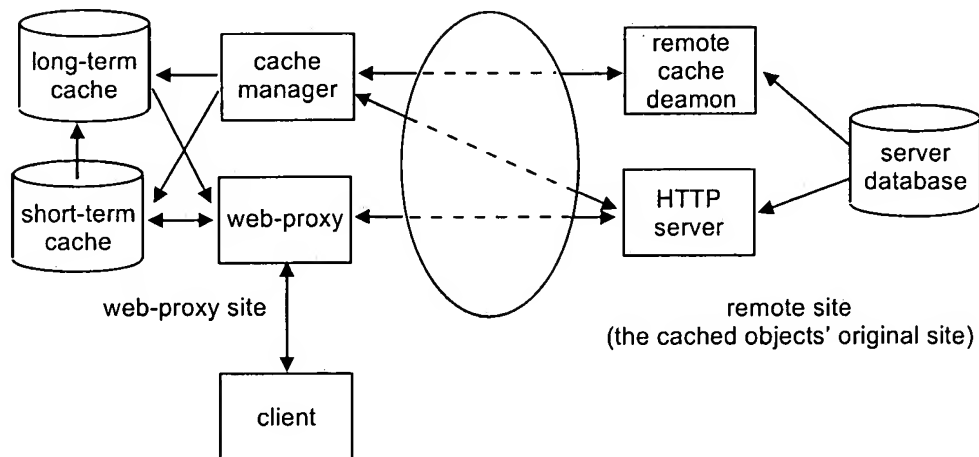 long-term
cache
cache
manager
remote
cache
deamon
server
database
short-term
cache
web-proxy
HTTP
server
web-proxy site
remote site
(the cached objects' original site)
client